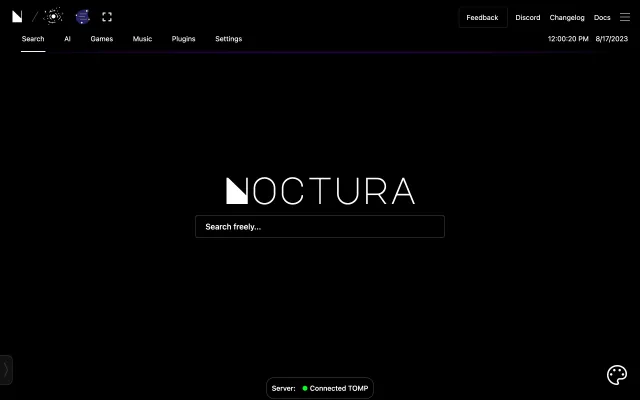 Feedback Discord Changelog Docs
Search AI Games Music Plugins Settings 12:00:20 PM 8/17/2023
NOCTURA
Search freely...
Server: Connected TOMP